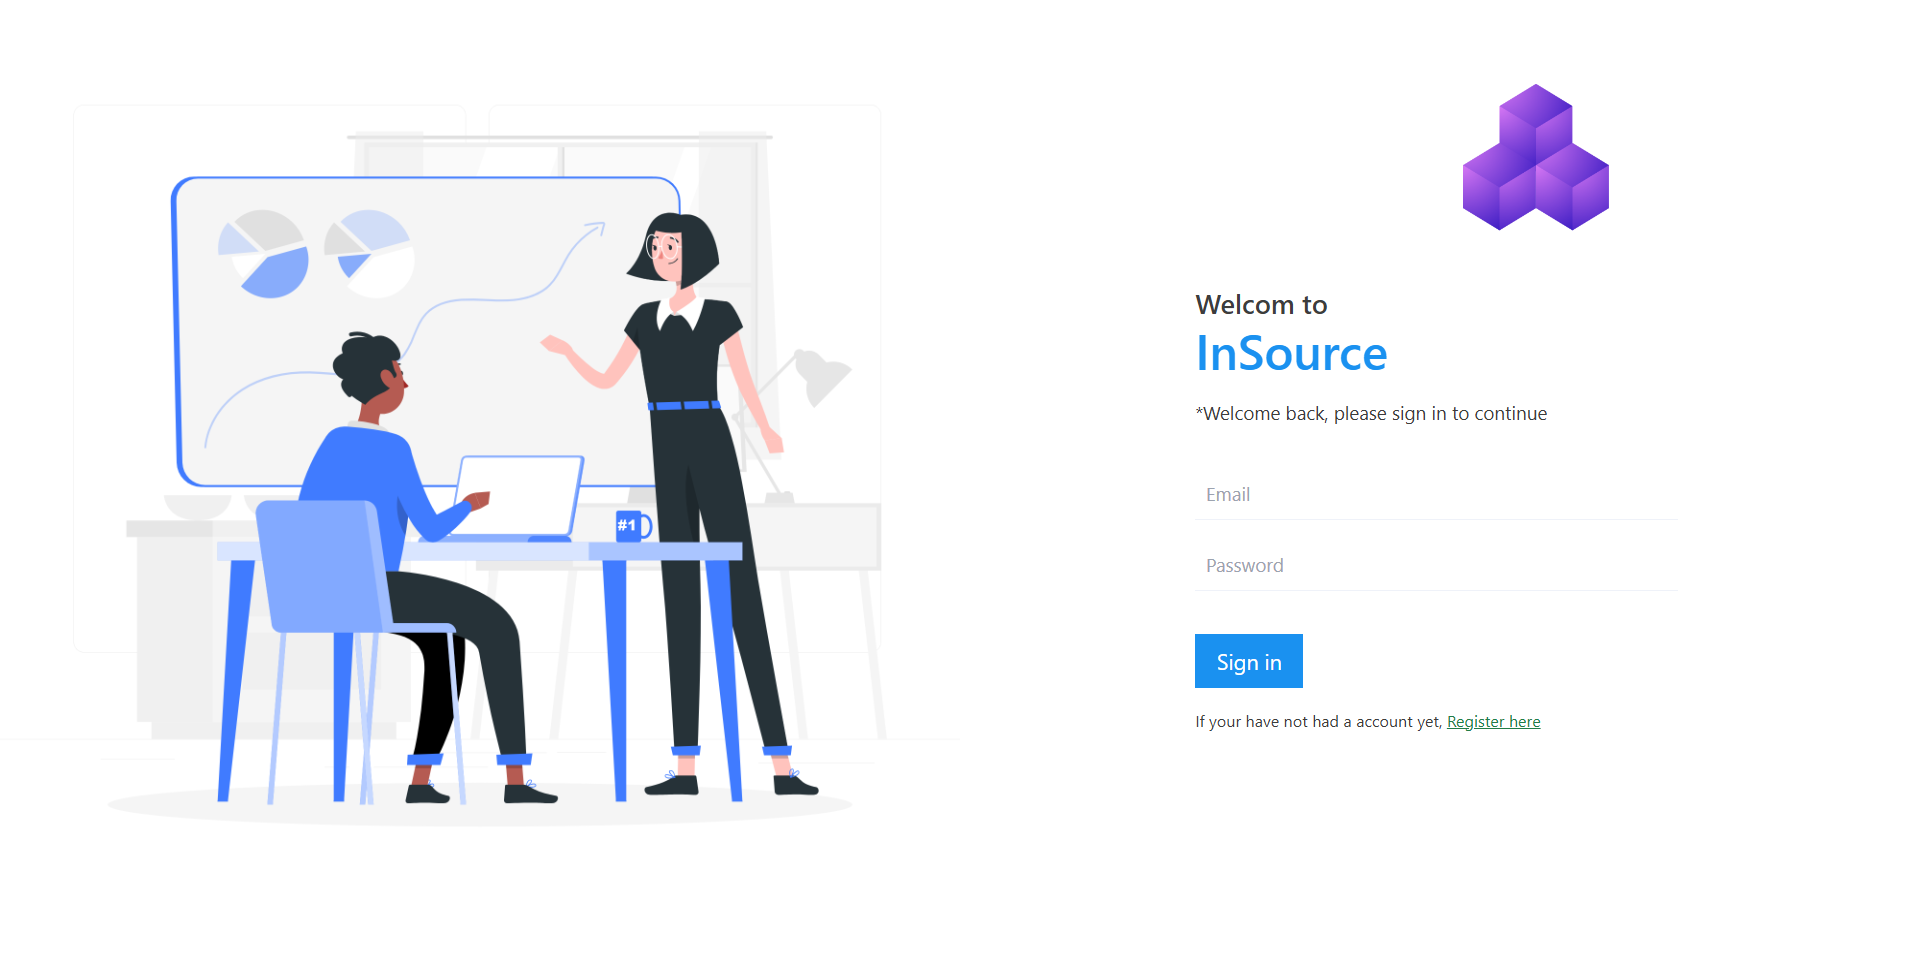 #1
Welcom to
InSource
*Welcome back, please sign in to continue
Email
Password
Sign in
If your have not had a account yet, Register here